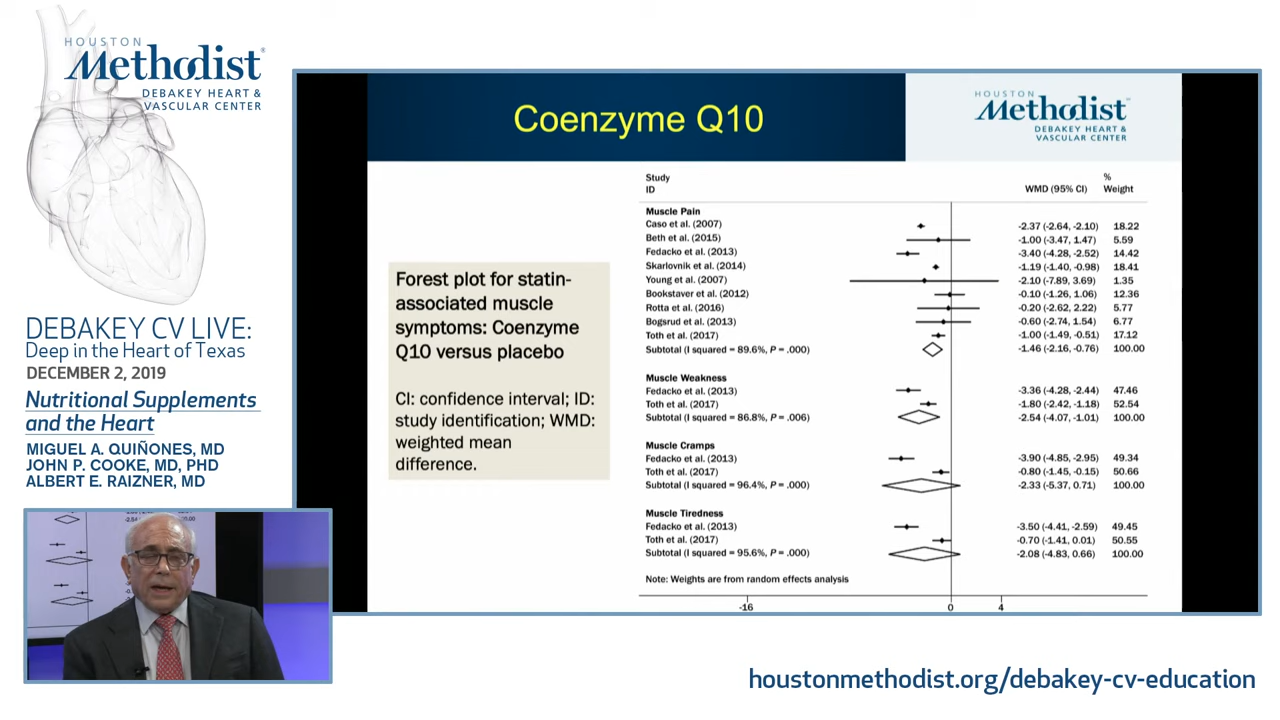 HOUSTON
Methodist®
DEBAKEY HEART &
VASCULAR CENTER
DEBAKEY CV LIVE:
Deep in the Heart of Texas
DECEMBER 2, 2019
Nutritional Supplements
and the Heart
MIGUEL A. QUIÑONES, MD
JOHN P. COOKE, MD, PHD
ALBERT E. RAIZNER, MD
Coenzyme Q10
HOUSTON
Methodist
DEBAKEY HEART &
VASCULAR CENTER
Forest plot for statin-
associated muscle
symptoms: Coenzyme
Q10 versus placebo
CI: confidence interval; ID:
study identification; WMD:
weighted mean
difference.
Study %
ID WMD (95% CI) Weight
Muscle Pain
Caso et al. (2007) -2.37 (-2.64, -2.10) 18.22
Beth et al. (2015) -1.00 (-3.47, 1.47) 5.59
Fedacko et al. (2013) -3.40 (-4.28, -2.52) 14.42
Skarlovnik et al. (2014) -1.19 (-1.40, -0.98) 18.41
Young et al. (2007) -2.10 (-7.89, 3.69) 1.35
Bookstaver et al. (2012) -0.10 (-1.26, 1.06) 12.36
Rotta et al. (2016) -0.20 (-2.62, 2.22) 5.77
Bogsrud et al. (2013) -0.60 (-2.74, 1.54) 6.77
Toth et al. (2017) -1.00 (-1.49, -0.51) 17.12
Subtotal (I squared = 89.6%, P = .000) -1.46 (-2.16, -0.76) 100.00
Muscle Weakness
Fedacko et al. (2013) -3.36 (-4.28, -2.44) 47.46
Toth et al. (2017) -1.80 (-2.42, -1.18) 52.54
Subtotal (I squared = 86.8%, P = .006) -2.54 (-4.07, -1.01) 100.00
Muscle Cramps
Fedacko et al. (2013) -3.90 (-4.85, -2.95) 49.34
Toth et al. (2017) -0.80 (-1.45, -0.15) 50.66
Subtotal (I squared = 96.4%, P = .000) -2.33 (-5.37, 0.71) 100.00
Muscle Tiredness
Fedacko et al. (2013) -3.50 (-4.41, -2.59) 49.45
Toth et al. (2017) -0.70 (-1.41, 0.01) 50.55
Subtotal (I squared = 95.6%, P = .000) -2.08 (-4.83, 0.66) 100.00
Note: Weights are from random effects analysis
-16 0 4
houstonmethodist.org/debakey-cv-education